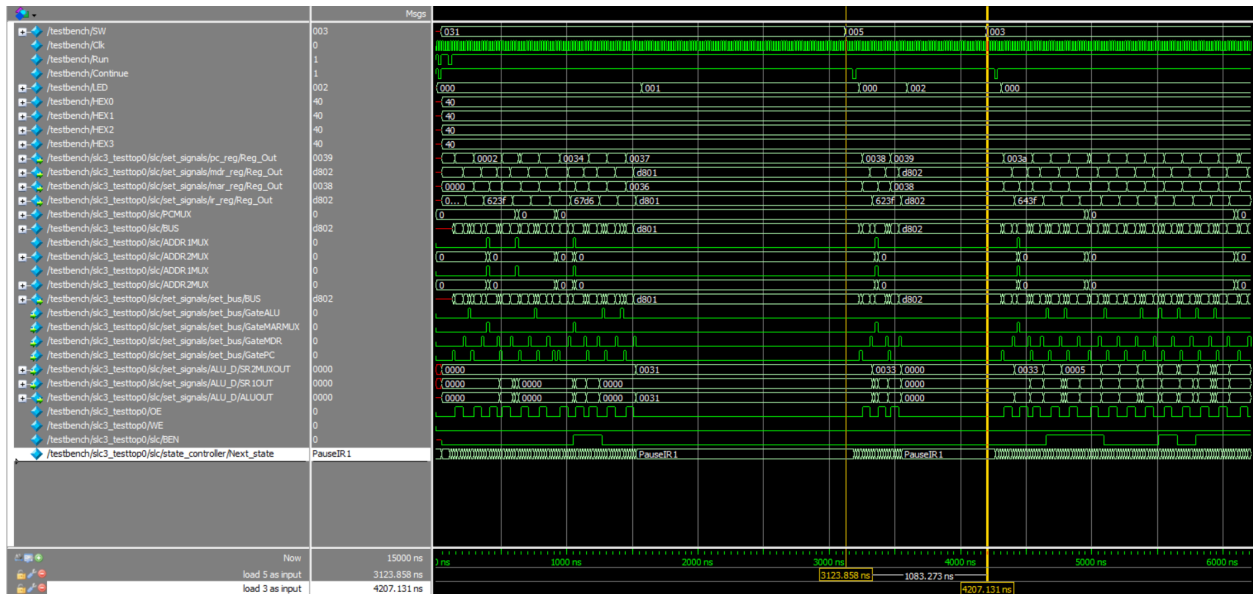 Msgs
/testbench/SW 003 031 005 003
/testbench/Clk 0
/testbench/Run 1
/testbench/Continue 1
/testbench/LED 002 000 001 000 002 000
/testbench/HEX0 40 40
/testbench/HEX1 40 40
/testbench/HEX2 40 40
/testbench/HEX3 40 40
/testbench/slc3_testtop0/slc/set_signals/pc_reg/Reg_Out 0039 0002 0034 0037 0038 0039 003a
/testbench/slc3_testtop0/slc/set_signals/mdr_reg/Reg_Out d802 d801 d802
/testbench/slc3_testtop0/slc/set_signals/mar_reg/Reg_Out 0038 0000 0036 0038
/testbench/slc3_testtop0/slc/set_signals/ir_reg/Reg_Out d802 0... 623f 67d6 d801 623f d802 643f
/testbench/slc3_testtop0/slc/PCMUX 0 0 0 0 0 0
/testbench/slc3_testtop0/slc/BUS d802 d801 d802
/testbench/slc3_testtop0/slc/ADDR1MUX 0
/testbench/slc3_testtop0/slc/ADDR2MUX 0 0 0 0 0 0 0 0 0
/testbench/slc3_testtop0/slc/ADDR1MUX 0
/testbench/slc3_testtop0/slc/ADDR2MUX 0 0 0 0 0 0 0 0 0
/testbench/slc3_testtop0/slc/set_signals/set_bus/BUS d802 d801 d802
/testbench/slc3_testtop0/slc/set_signals/set_bus/GateALU 0
/testbench/slc3_testtop0/slc/set_signals/set_bus/GateMARMUX 0
/testbench/slc3_testtop0/slc/set_signals/set_bus/GateMDR 0
/testbench/slc3_testtop0/slc/set_signals/set_bus/GatePC 0
/testbench/slc3_testtop0/slc/set_signals/ALU_D/SR2MUXOUT 0000 0000 0031 0033 0000 0033 0005
/testbench/slc3_testtop0/slc/set_signals/ALU_D/SR1OUT 0000 0000 0000 0000 0000
/testbench/slc3_testtop0/slc/set_signals/ALU_D/ALUOUT 0000 0000 0000 0000 0031 0000
/testbench/slc3_testtop0/OE 0
/testbench/slc3_testtop0/WE 0
/testbench/slc3_testtop0/slc/BEN 0
/testbench/slc3_testtop0/slc/state_controller/Next_state PauseIR1 PauseIR1 PauseIR1
Now 15000 ns ns 1000 ns 2000 ns 3000 ns 4000 ns 5000 ns 6000 ns
load 5 as input 3123.858 ns 3123.858 ns 1083.273 ns
load 3 as input 4207.131 ns 4207.131 ns